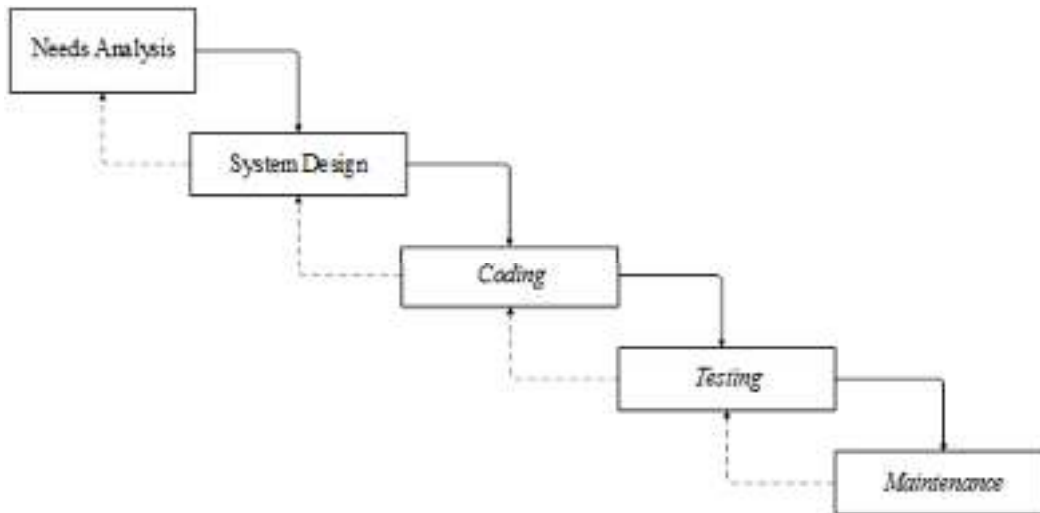 Needs Analysis
System Design
Coding
Testing
Maintenance